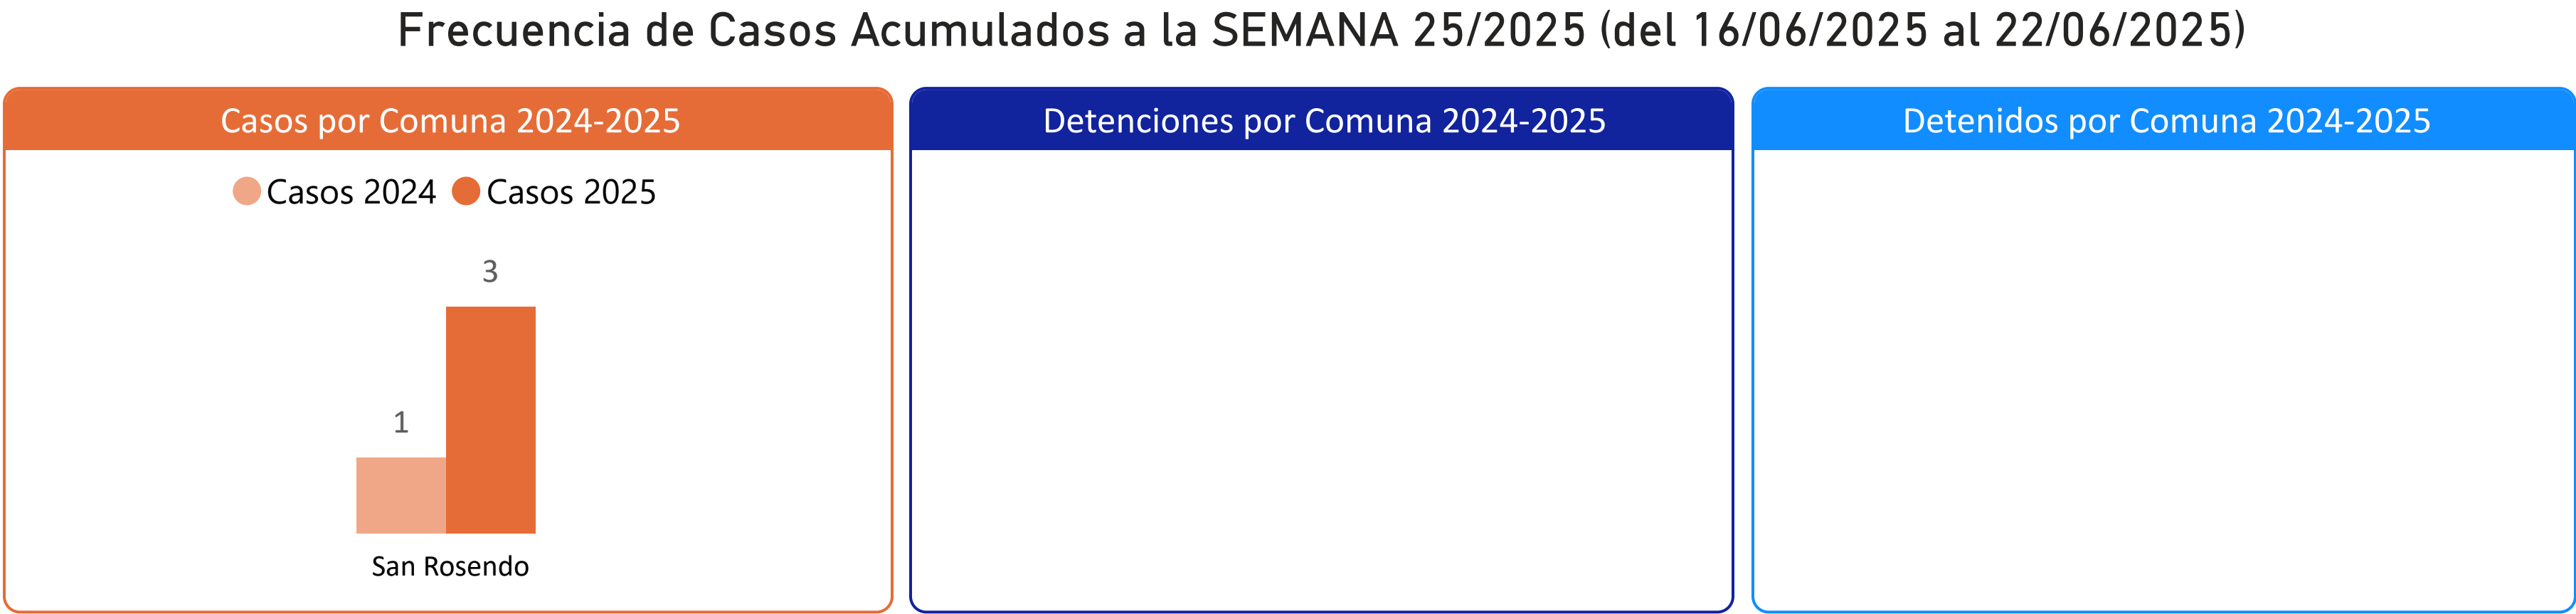 Frecuencia de Casos Acumulados a la SEMANA 25/2025 (del 16/06/2025 al 22/06/2025)
Casos por Comuna 2024-2025
Casos 2024 Casos 2025
3
1
San Rosendo
Detenciones por Comuna 2024-2025
Detenidos por Comuna 2024-2025